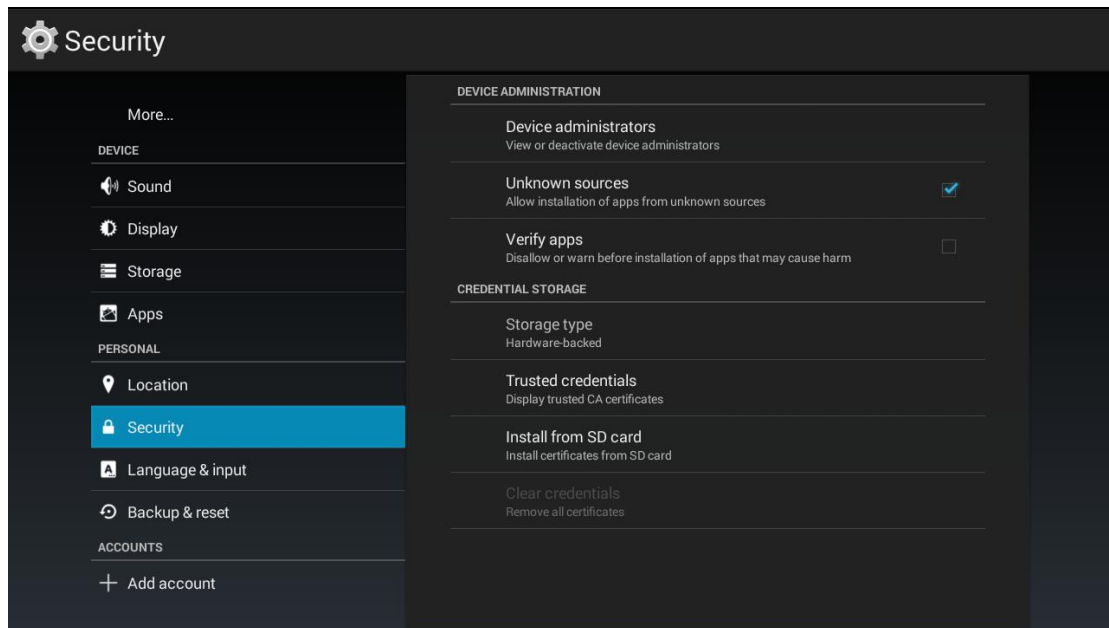 Security
More...
DEVICE
Sound
Display
Storage
Apps
PERSONAL
Location
Security
Language & input
Backup & reset
ACCOUNTS
Add account
DEVICE ADMINISTRATION
Device administrators
View or deactivate device administrators
Unknown sources
Allow installation of apps from unknown sources
Verify apps
Disallow or warn before installation of apps that may cause harm
CREDENTIAL STORAGE
Storage type
Hardware-backed
Trusted credentials
Display trusted CA certificates
Install from SD card
Install certificates from SD card
Clear credentials
Remove all certificates